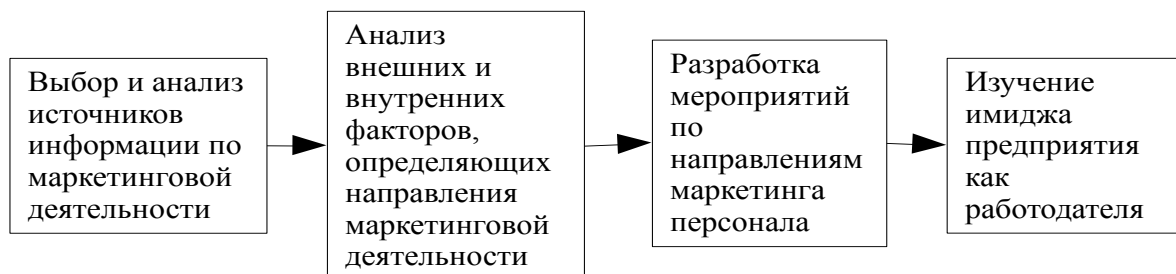 Выбор и анализ
источников
информации по
маркетинговой
деятельности
Анализ
внешних и
внутренних
факторов,
определяющих
направления
маркетинговой
деятельности
Разработка
мероприятий
по
направлениям
маркетинга
персонала
Изучение
имиджа
предприятия
как
работодателя